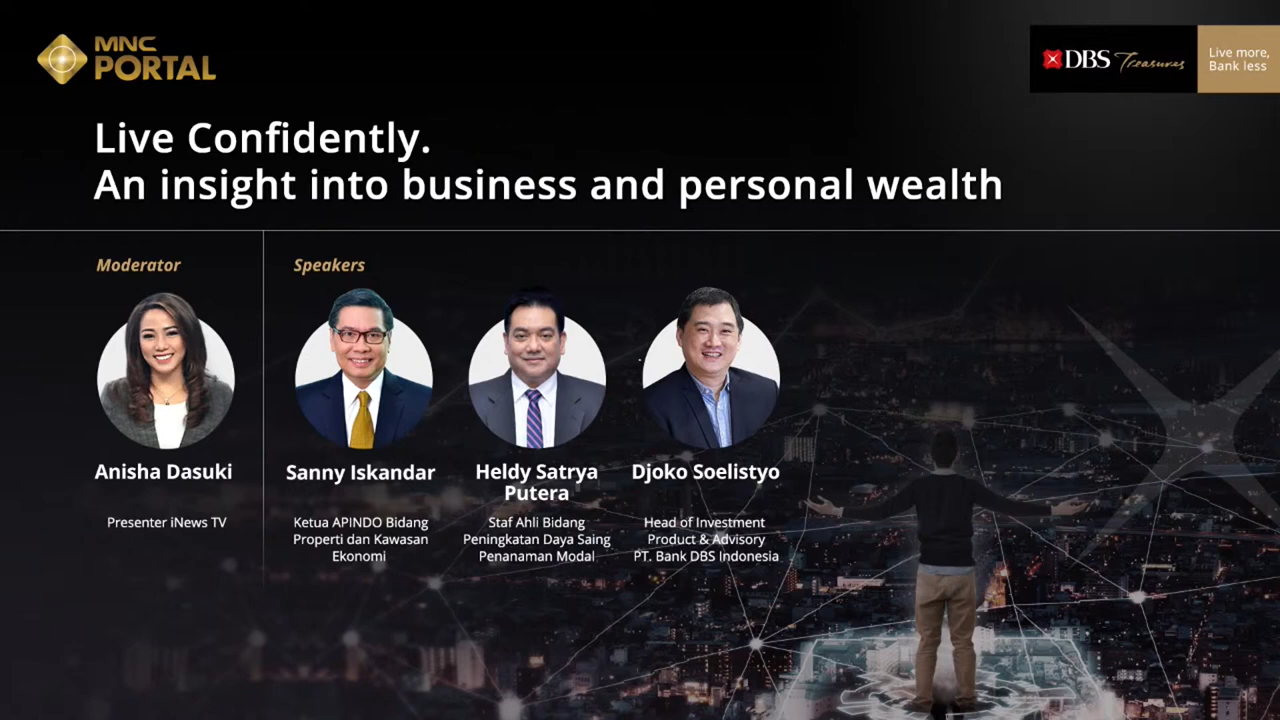 MNC
PORTAL
DBS Treasures
Live more,
Bank less
Live Confidently.
An insight into business and personal wealth
Moderator
Speakers
Anisha Dasuki
Presenter iNews TV
Sanny Iskandar
Ketua APINDO Bidang
Properti dan Kawasan
Ekonomi
Heldy Satrya
Putera
Staf Ahli Bidang
Peningkatan Daya Saing
Penanaman Modal
Djoko Soelistyo
Head of Investment
Product & Advisory
PT. Bank DBS Indonesia